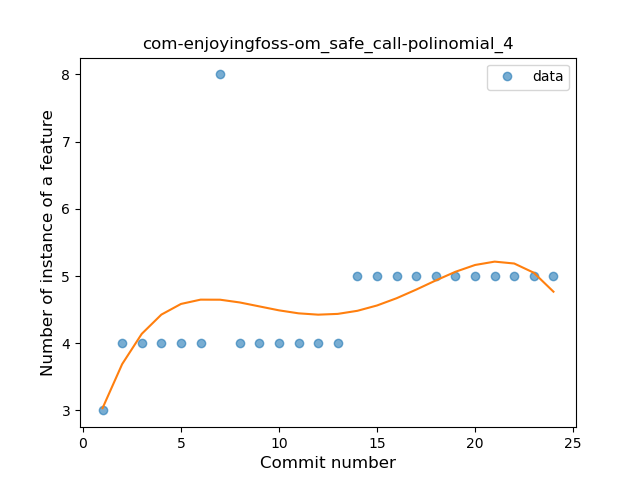 com-enjoyingfoss-om_safe_call-polinomial_4
data
Number of instance of a feature
8
7
6
5
4
3
0 5 10 15 20 25
Commit number